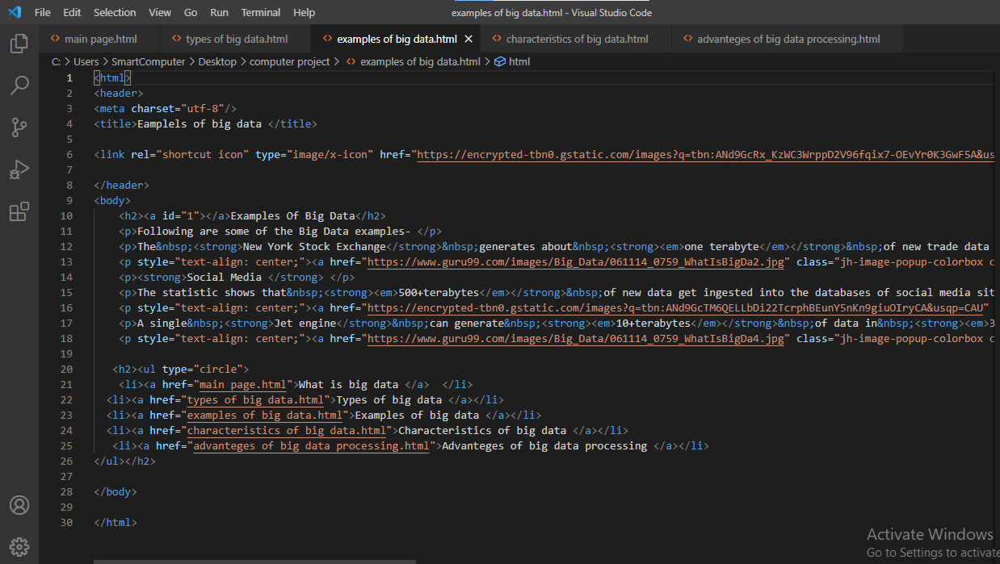 File Edit Selection View Go Run Terminal Help examples of big data.html - Visual Studio Code
main page.html types of big data.html examples of big data.html characteristics of big data.html advanteges of big data processing.html
C: > Users > SmartComputer > Desktop > computer project > examples of big data.html > html
1 <html>
2 <header>
3 <meta charset="utf-8"/>
4 <title>Eamplels of big data </title>
5
6 <link rel="shortcut icon" type="image/x-icon" href="https://encrypted-tbn0.gstatic.com/images?q=tbn:ANd9GcRx_KzWC3WrppD2V96fqix7-OEvYr0K3GwF5A&us
7
8 </header>
9 <body>
10 <h2><a id="1"></a>Examples Of Big Data</h2>
11 <p>Following are some of the Big Data examples- </p>
12 <p>The&nbsp;<strong>New York Stock Exchange</strong>&nbsp;generates about&nbsp;<strong><em>one terabyte</em></strong>&nbsp;of new trade data
13 <p style="text-align: center;"><a href="https://www.guru99.com/images/Big_Data/061114_0759_WhatIsBigDa2.jpg" class="jh-image-popup-colorbox c
14 <p><strong>Social Media </strong> </p>
15 <p>The statistic shows that&nbsp;<strong><em>500+terabytes</em></strong>&nbsp;of new data get ingested into the databases of social media sit
16 <p style="text-align: center;"><a href="https://encrypted-tbn0.gstatic.com/images?q=tbn:ANd9GcTM6QELLbDi22TcrphBEunY5nKn9giuOIryCA&usqp=CAU"
17 <p>A single&nbsp;<strong>Jet engine</strong>&nbsp;can generate&nbsp;<strong><em>10+terabytes</em></strong>&nbsp;of data in&nbsp;<strong><em>3
18 <p style="text-align: center;"><a href="https://www.guru99.com/images/Big_Data/061114_0759_WhatIsBigDa4.jpg" class="jh-image-popup-colorbox c
19
20 <h2><ul type="circle">
21 <li><a href="main page.html">What is big data </a>  </li>
22 <li><a href="types of big data.html">Types of big data </a></li>
23 <li><a href="examples of big data.html">Examples of big data </a></li>
24 <li><a href="characteristics of big data.html">Characteristics of big data </a></li>
25 <li><a href="advanteges of big data processing.html">Advanteges of big data processing </a></li>
26 </ul></h2>
27
28 </body>
29
30 </html>
Activate Windows
Go to Settings to activate